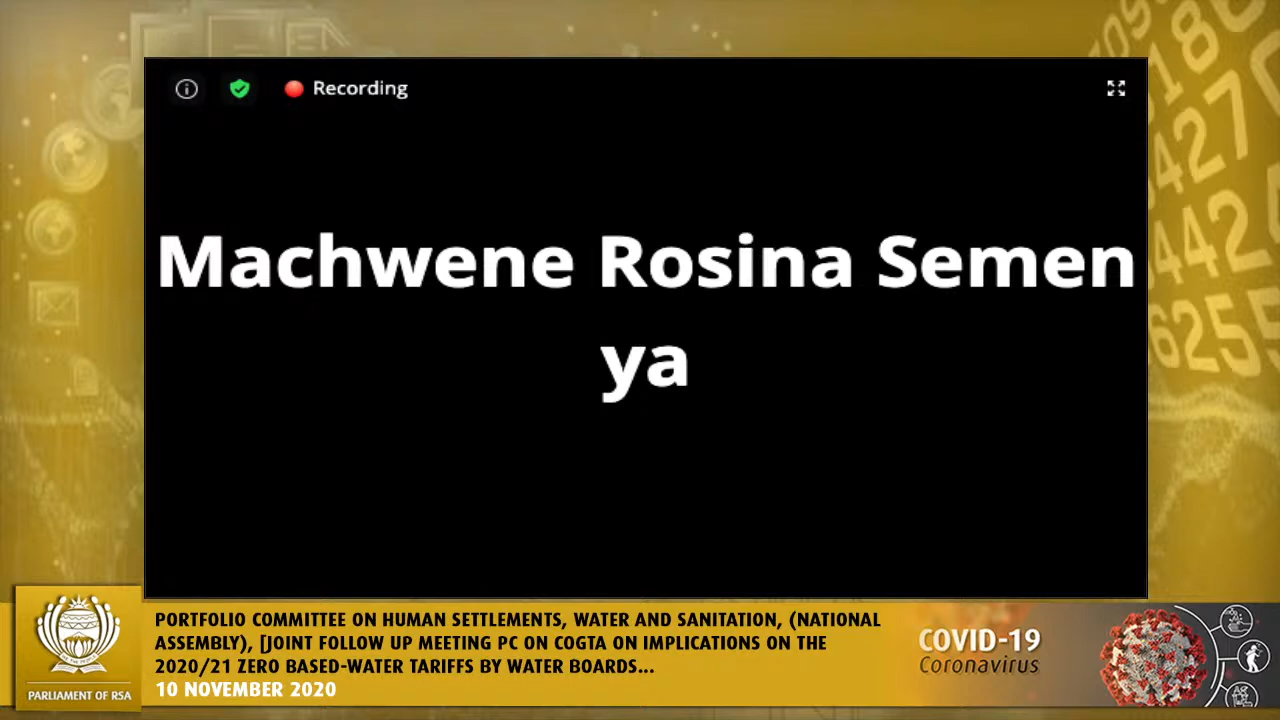 Recording
Machwene Rosina Semen
ya
PORTFOLIO COMMITTEE ON HUMAN SETTLEMENTS, WATER AND SANITATION, (NATIONAL
ASSEMBLY), [JOINT FOLLOW UP MEETING PC ON COGTA ON IMPLICATIONS ON THE
2020/21 ZERO BASED-WATER TARIFFS BY WATER BOARDS...
10 NOVEMBER 2020
PARLIAMENT OF RSA
COVID-19
Coronavirus